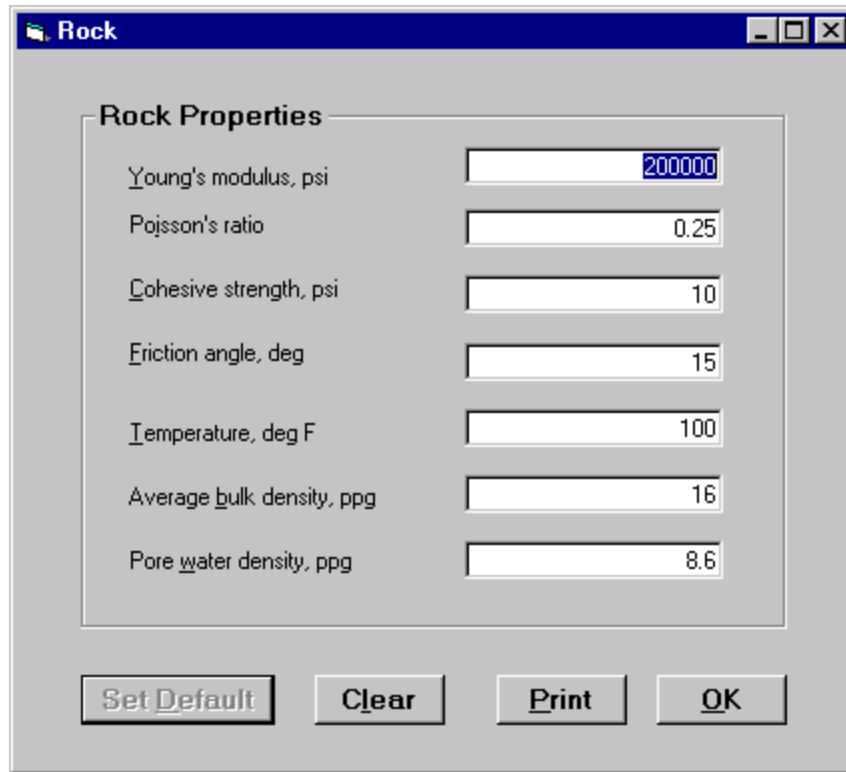 Rock
Rock Properties
Young's modulus, psi 200000
Poisson's ratio 0.25
Cohesive strength, psi 10
Friction angle, deg 15
Temperature, deg F 100
Average bulk density, ppg 16
Pore water density, ppg 8.6
Set Default Clear Print OK